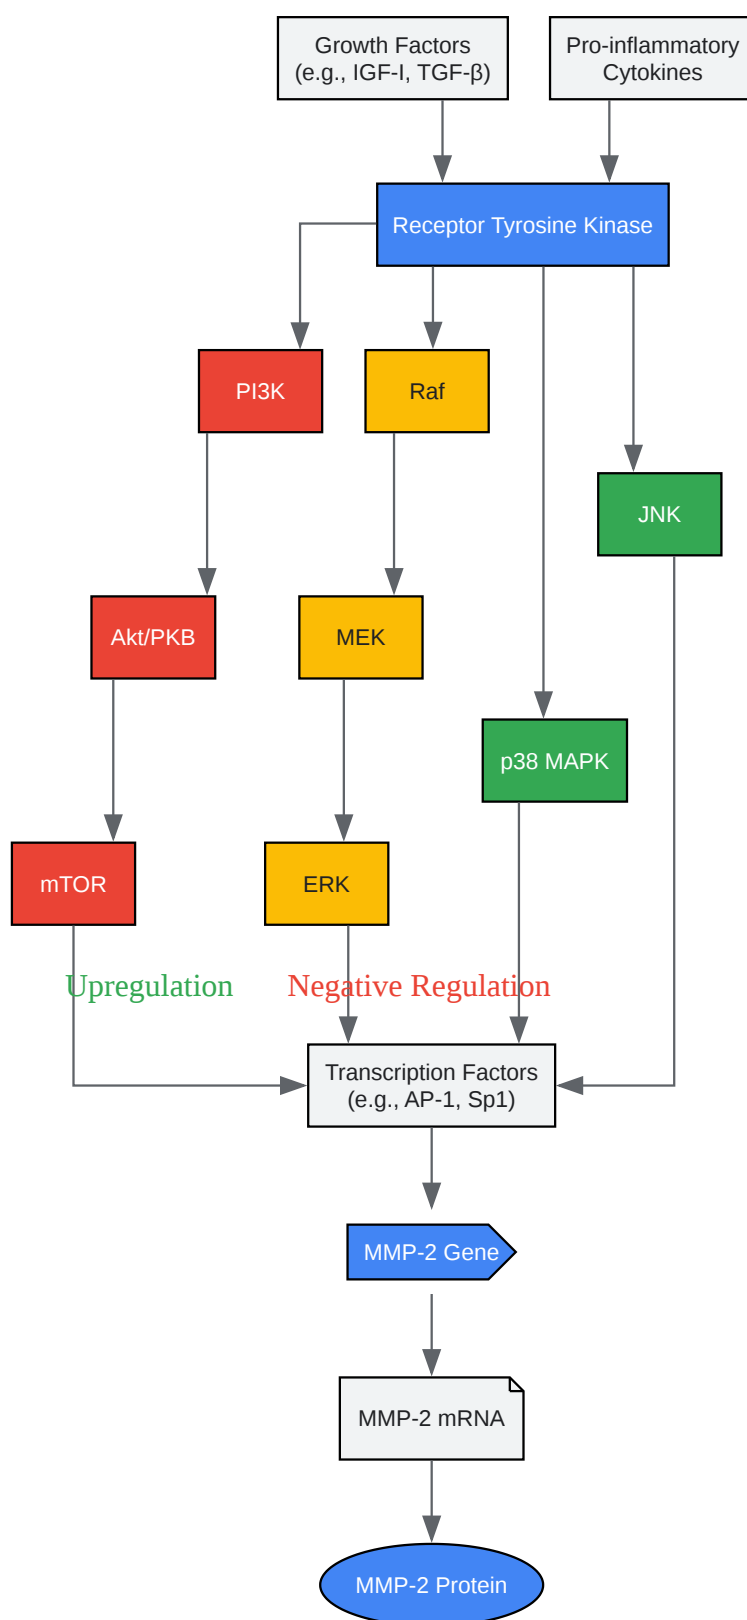 Growth Factors
(e.g., IGF-I, TGF-β)
Pro-inflammatory
Cytokines
Receptor Tyrosine Kinase
PI3K
Raf
JNK
Akt/PKB
MEK
p38 MAPK
mTOR
ERK
Upregulation
Negative Regulation
Transcription Factors
(e.g., AP-1, Sp1)
MMP-2 Gene
MMP-2 mRNA
MMP-2 Protein